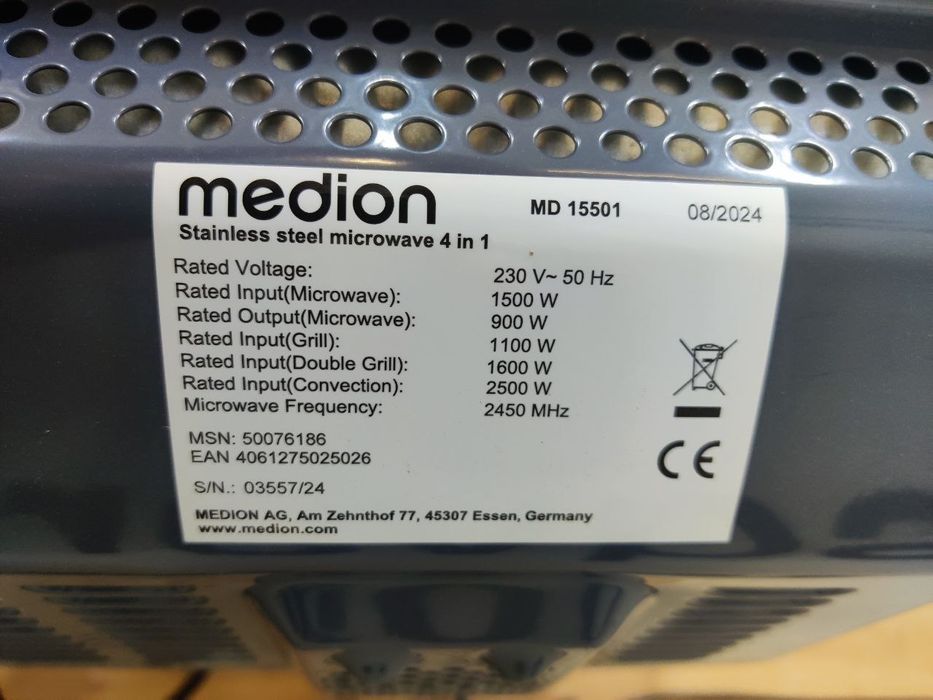 medion
MD 15501
08/2024
Stainless steel microwave 4 in 1
Rated Voltage: 230 V~ 50 Hz
Rated Input(Microwave): 1500 W
Rated Output(Microwave): 900 W
Rated Input(Grill): 1100 W
Rated Input(Double Grill): 1600 W
Rated Input(Convection): 2500 W
Microwave Frequency: 2450 MHz
MSN: 50076186
EAN 4061275025026
CE
S/N.: 03557/24
MEDION AG, Am Zehnthof 77, 45307 Essen, Germany
www.medion.com